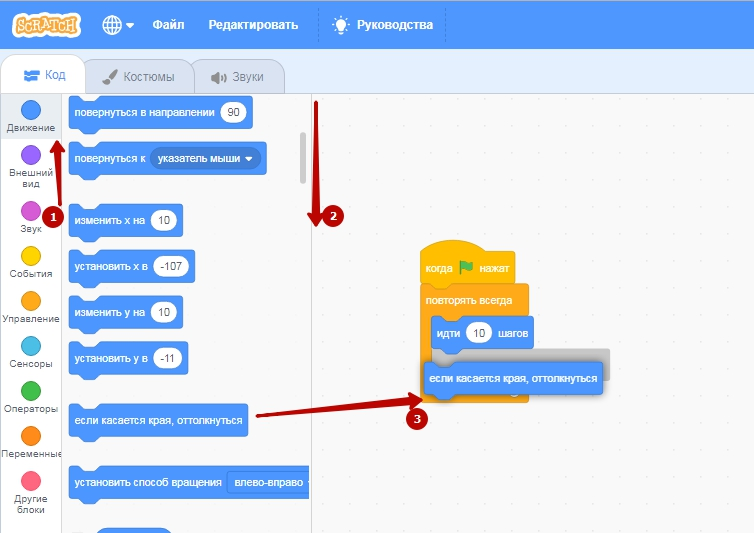 SCRATCH
Файл
Редактировать
Руководства
Код
Костюмы
Звуки
Движение
Внешний
вид
Звук
События
Управление
Сенсоры
Операторы
Переменные
Другие
блоки
повернуться в направлении 90
повернуться к указатель мыши
изменить x на 10
установить x в -107
изменить y на 10
установить y в -11
если касается края, оттолкнуться
установить способ вращения влево-вправо
1
2
3
когда нажат
повторять всегда
идти 10 шагов
если касается края, оттолкнуться